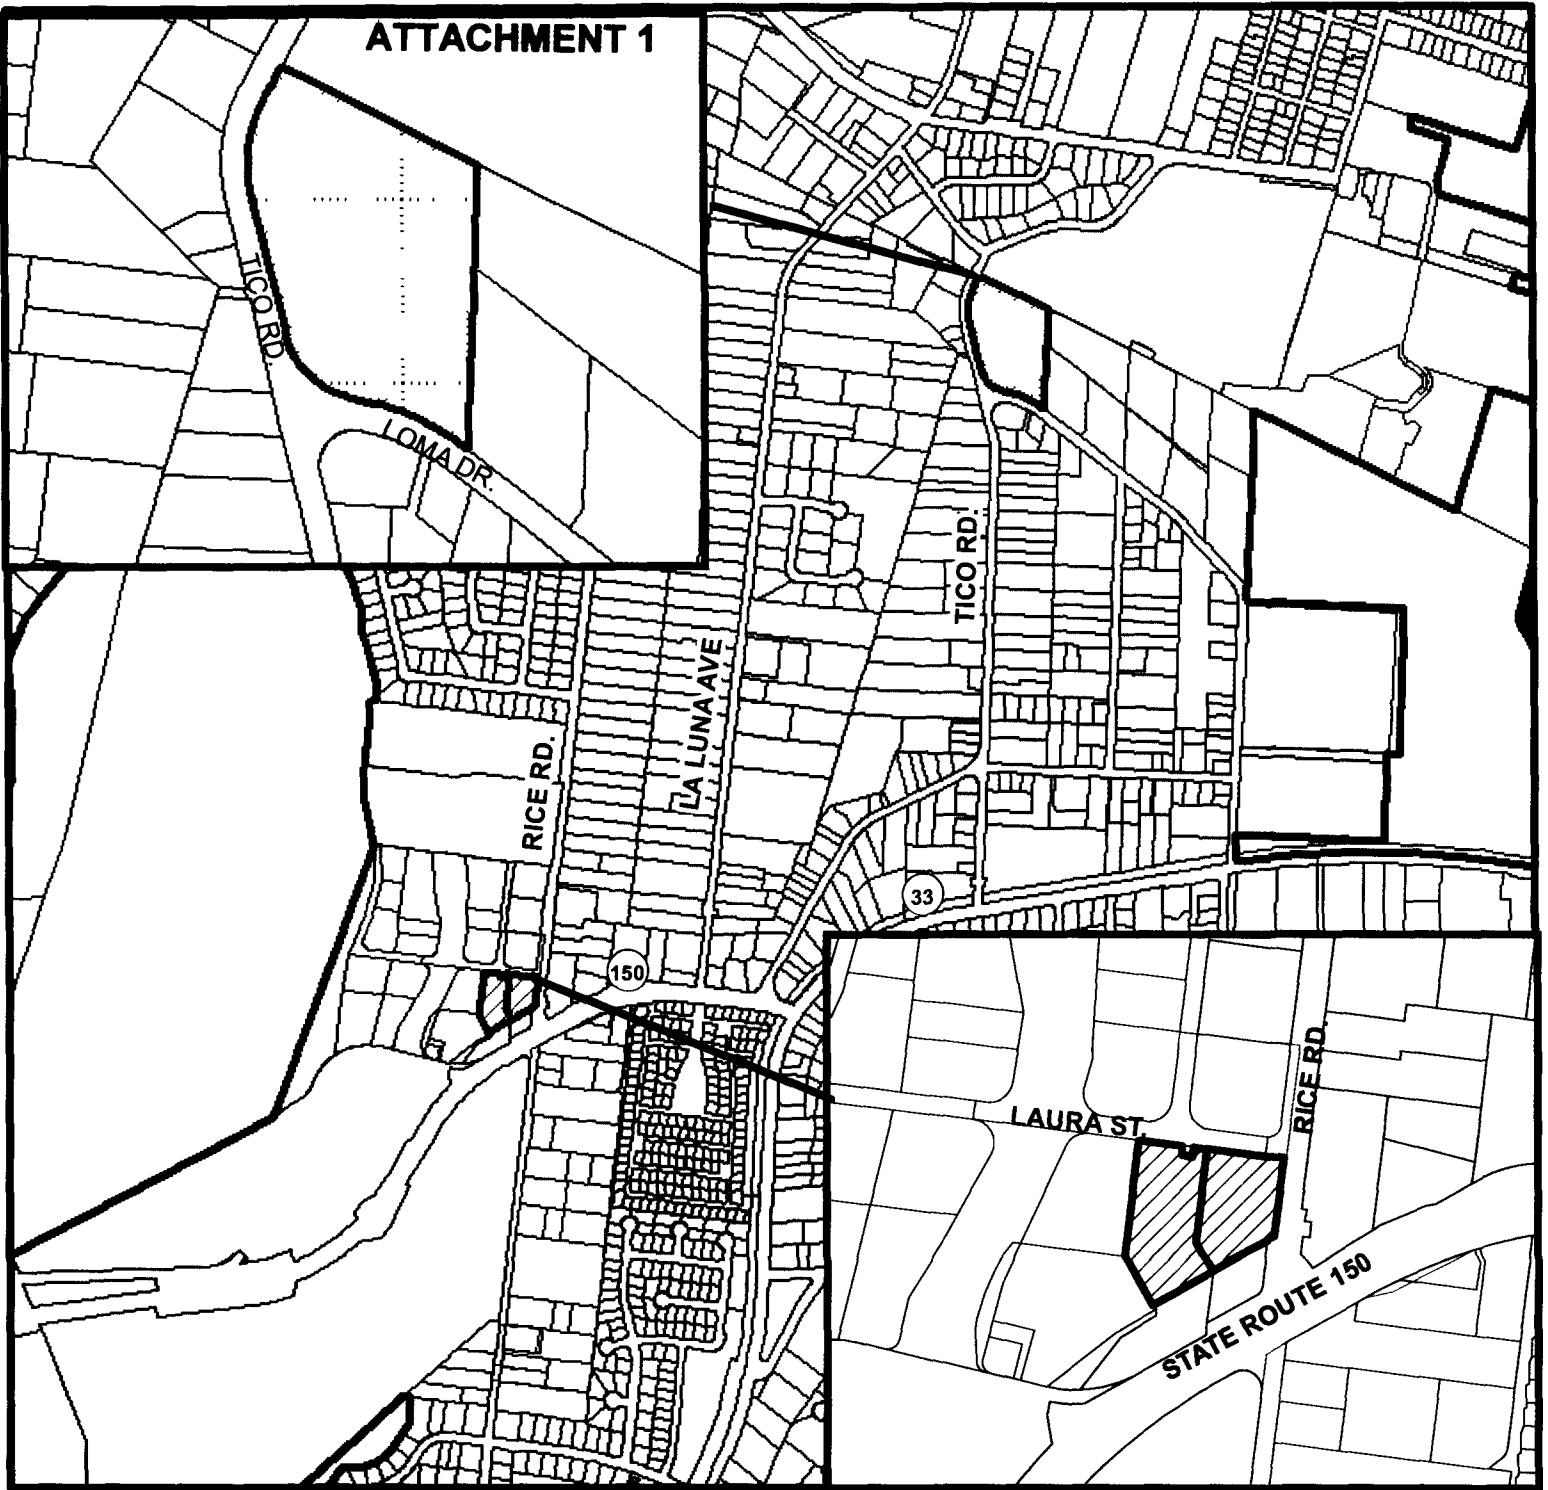 ATTACHMENT 1
TICO RD.
LOMA DR.
TICO RD.
LA LUNA AVE
RICE RD.
33
150
RICE RD.
LAURA ST.
STATE ROUTE 150